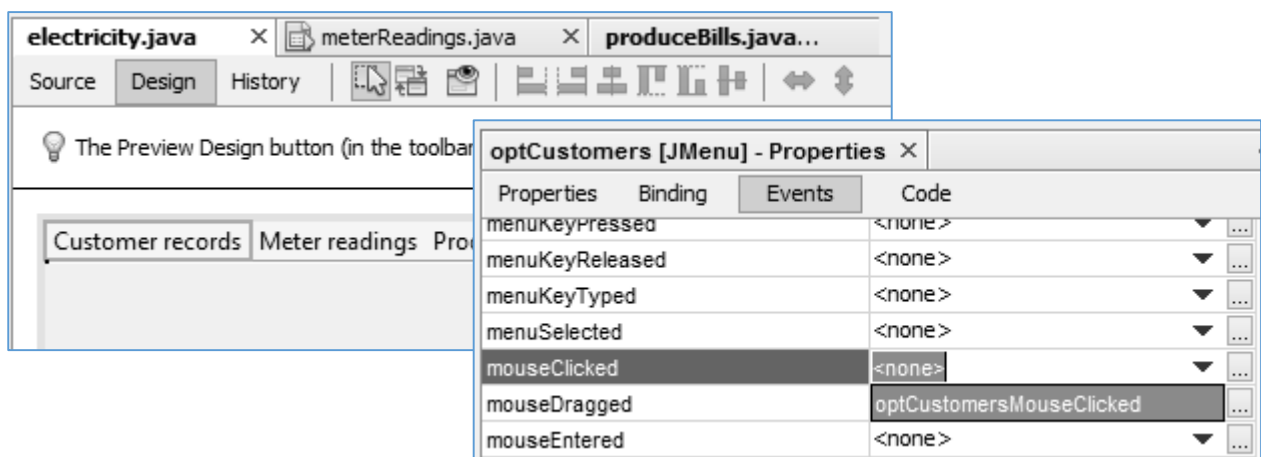 electricity.java × meterReadings.java × produceBills.java...
Source Design History
The Preview Design button (in the toolbar
Customer records Meter readings
optCustomers [JMenu] - Properties ×
Properties Binding Events Code
menuKeyPressed <none> ...
menuKeyReleased <none> ...
menuKeyTyped <none> ...
menuSelected <none> ...
mouseClicked <none> ...
mouseDragged optCustomersMouseClicked ...
mouseEntered <none> ...